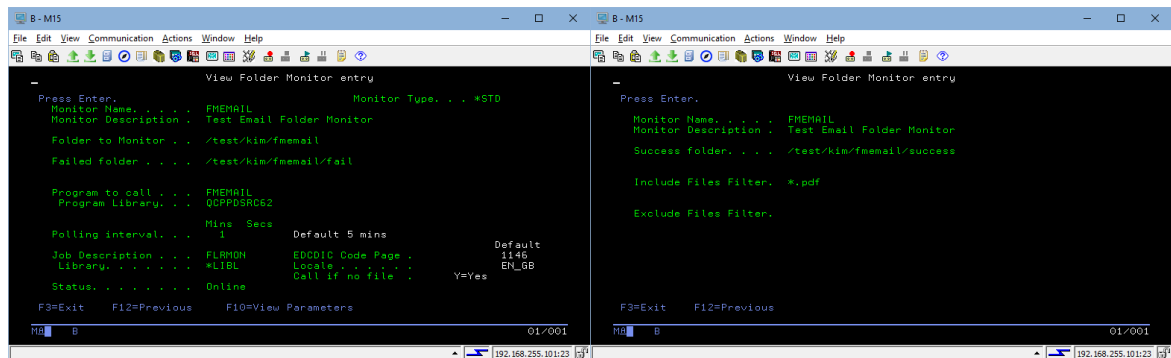 B - M15
File Edit View Communication Actions Window Help
View Folder Monitor entry
Press Enter. Monitor Type. . . *STD
Monitor Name. . . . . FMEMAIL
Monitor Description . Test Email Folder Monitor
Folder to Monitor . . /test/kim/fmemail
Failed folder . . . . /test/kim/fmemail/fail
Program to call . . . FMEMAIL
Program Library. . . QCPPDSRC62
Mins Secs
Polling interval. . . 1 Default 5 mins
Default
Job Description . . . FLRMON EDCDIC Code Page . 1146
Library. . . . . . . *LIBL Locale . . . . . . EN_GB
Call if no file . Y=Yes
Status. . . . . . . . Online
F3=Exit F12=Previous F10=View Parameters
MA B 01/001
192.168.255.101:23
B - M15
File Edit View Communication Actions Window Help
View Folder Monitor entry
Press Enter.
Monitor Name. . . . . FMEMAIL
Monitor Description . Test Email Folder Monitor
Success folder. . . . /test/kim/fmemail/success
Include Files Filter. *.pdf
Exclude Files Filter.
F3=Exit F12=Previous
MA B 01/001
192.168.255.101:23